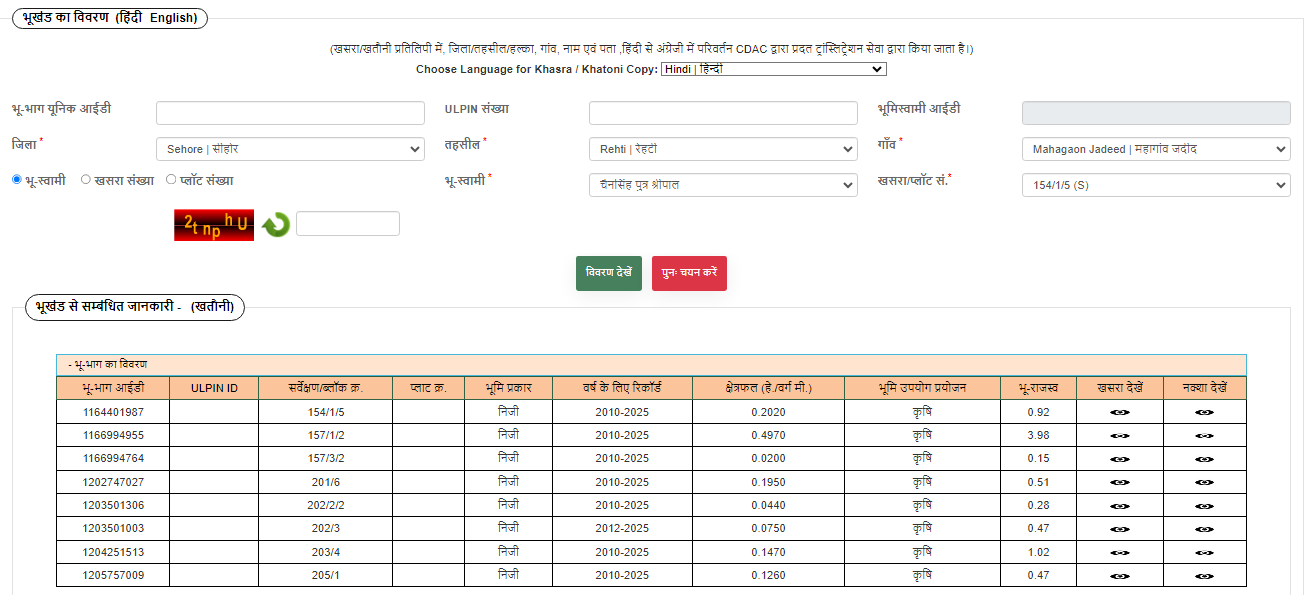 भूखंड का विवरण (हिंदी English)
(खसरा/खतौनी प्रतिलिपी में, जिला/तहसील/हल्का, गांव, नाम एवं पता ,हिंदी से अंग्रेजी में परिवर्तन CDAC द्वारा प्रदत ट्रांस्लिट्रेशन सेवा द्वारा किया जाता है।)
Choose Language for Khasra / Khatoni Copy: Hindi | हिन्दी
भू-भाग यूनिक आईडी ULPIN संख्या भूमिस्वामी आईडी
जिला * Sehore | सीहोर तहसील * Rehti | रेहटी गाँव * Mahagaon Jadeed | महागांव जदीद
भू-स्वामी खसरा संख्या प्लॉट संख्या भू-स्वामी * चैनसिंह पुत्र श्रीपाल खसरा/प्लॉट सं.* 154/1/5 (S)
2t np h U
विवरण देखें पुनः चयन करें
भूखंड से सम्बंधित जानकारी - (खतौनी)
- भू-भाग का विवरण
भू-भाग आईडी ULPIN ID सर्वेक्षण/ब्लॉक क्र. प्लाट क्र. भूमि प्रकार वर्ष के लिए रिकॉर्ड क्षेत्रफल (हे./वर्ग मी.) भूमि उपयोग प्रयोजन भू-राजस्व खसरा देखें नक्शा देखें
1164401987 154/1/5 निजी 2010-2025 0.2020 कृषि 0.92
1166994955 157/1/2 निजी 2010-2025 0.4970 कृषि 3.98
1166994764 157/3/2 निजी 2010-2025 0.0200 कृषि 0.15
1202747027 201/6 निजी 2010-2025 0.1950 कृषि 0.51
1203501306 202/2/2 निजी 2010-2025 0.0440 कृषि 0.28
1203501003 202/3 निजी 2012-2025 0.0750 कृषि 0.47
1204251513 203/4 निजी 2010-2025 0.1470 कृषि 1.02
1205757009 205/1 निजी 2010-2025 0.1260 कृषि 0.47